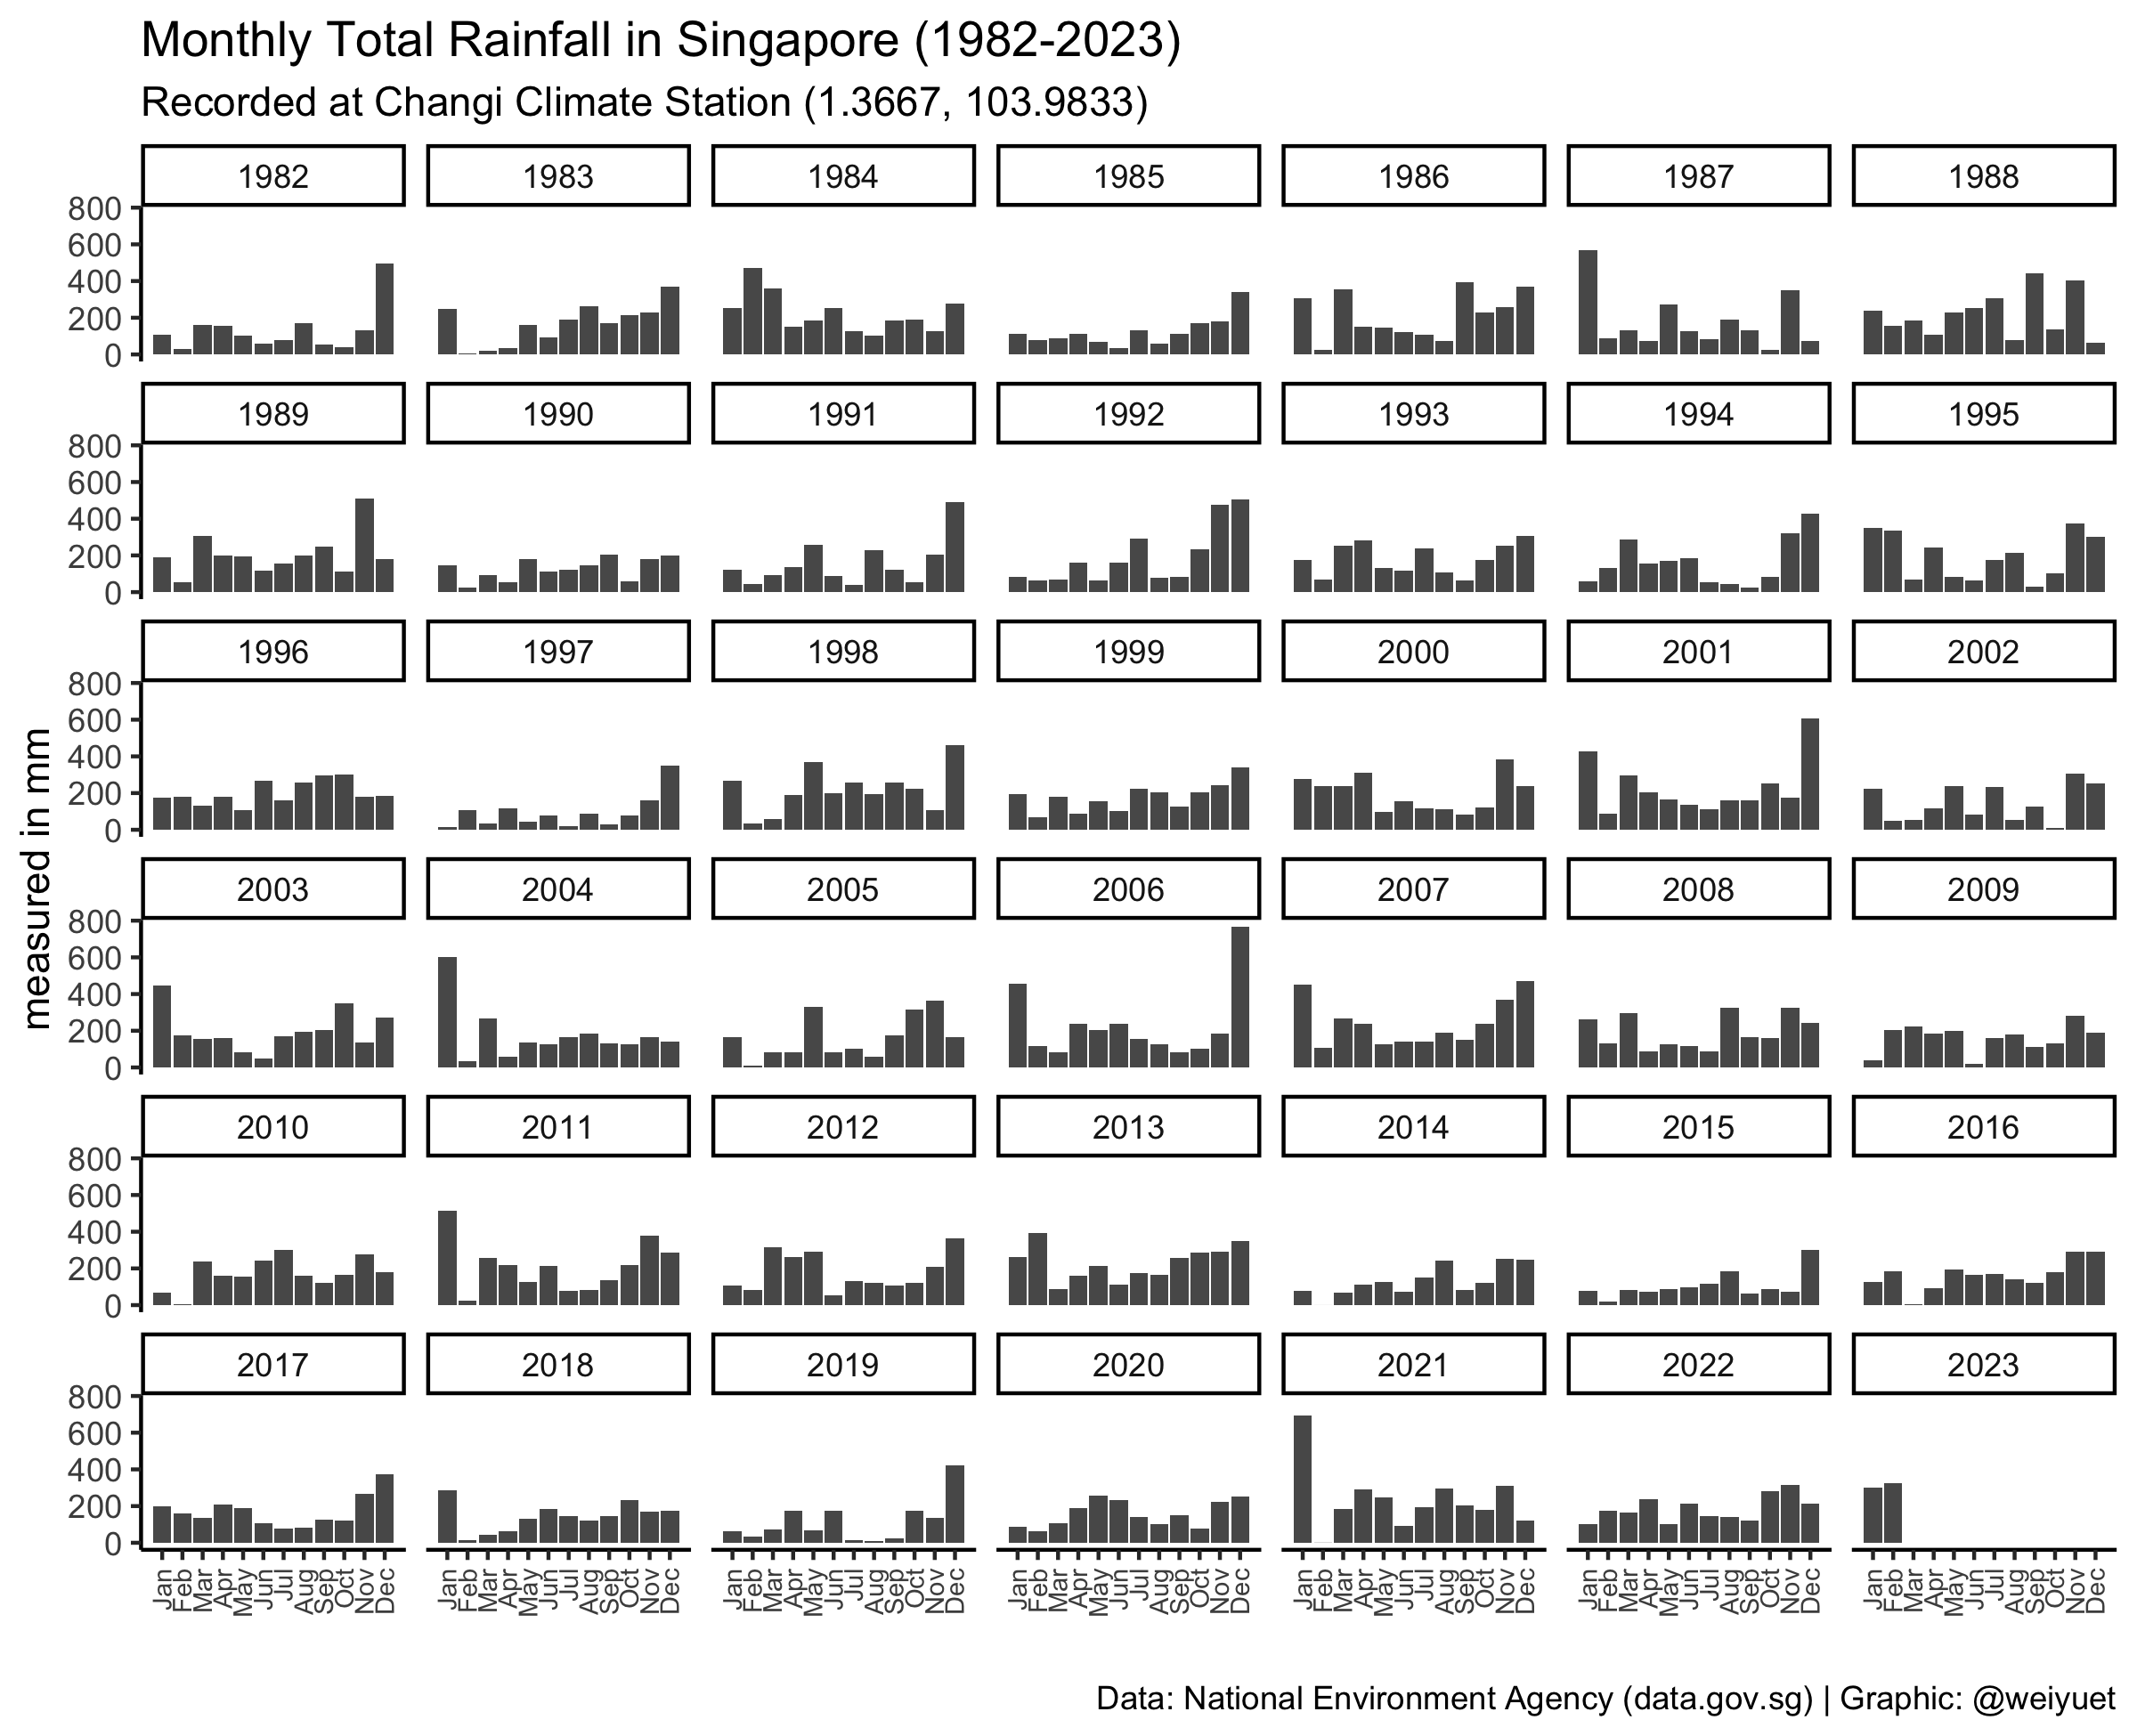 Monthly Total Rainfall in Singapore (1982-2023)
Recorded at Changi Climate Station (1.3667, 103.9833)
measured in mm
1982 1983 1984 1985 1986 1987 1988
800
600
400
200
0
1989 1990 1991 1992 1993 1994 1995
800
600
400
200
0
1996 1997 1998 1999 2000 2001 2002
800
600
400
200
0
2003 2004 2005 2006 2007 2008 2009
800
600
400
200
0
2010 2011 2012 2013 2014 2015 2016
800
600
400
200
0
2017 2018 2019 2020 2021 2022 2023
800
600
400
200
0
Jan Feb Mar Apr May Jun Jul Aug Sep Oct Nov Dec
Jan Feb Mar Apr May Jun Jul Aug Sep Oct Nov Dec
Jan Feb Mar Apr May Jun Jul Aug Sep Oct Nov Dec
Jan Feb Mar Apr May Jun Jul Aug Sep Oct Nov Dec
Jan Feb Mar Apr May Jun Jul Aug Sep Oct Nov Dec
Jan Feb Mar Apr May Jun Jul Aug Sep Oct Nov Dec
Jan Feb Mar Apr May Jun Jul Aug Sep Oct Nov Dec
Data: National Environment Agency (data.gov.sg) | Graphic: @weiyuet